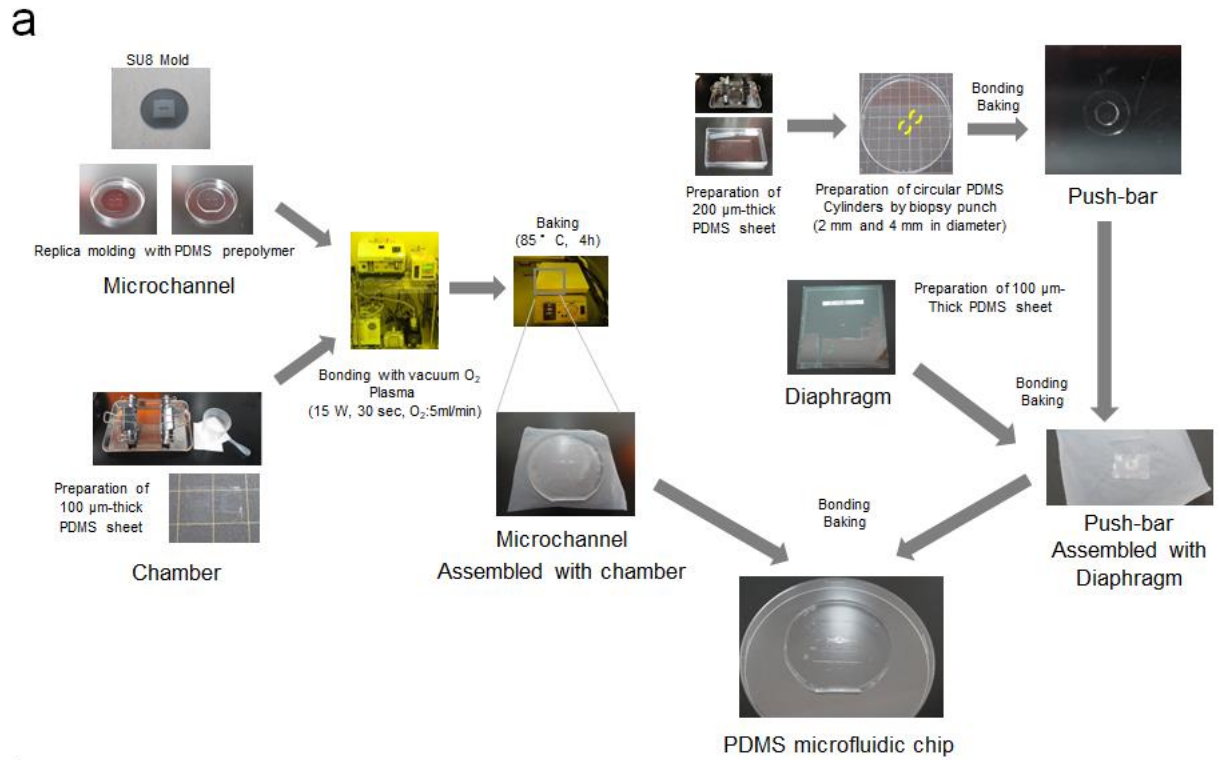 a
SU8 Mold
Replica molding with PDMS prepolymer
Microchannel
Preparation of
100 µm-thick
PDMS sheet
Chamber
Bonding with vacuum O₂
Plasma
(15 W, 30 sec, O₂:5ml/min)
Baking
(85˚ C, 4h)
Microchannel
Assembled with chamber
Preparation of
200 µm-thick
PDMS sheet
Preparation of circular PDMS
Cylinders by biopsy punch
(2 mm and 4 mm in diameter)
Bonding
Baking
Push-bar
Preparation of 100 µm-
Thick PDMS sheet
Diaphragm
Bonding
Baking
Push-bar
Assembled with
Diaphragm
Bonding
Baking
PDMS microfluidic chip